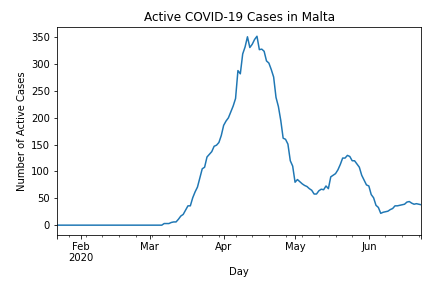 Active COVID-19 Cases in Malta
Number of Active Cases
350
300
250
200
150
100
50
0
Feb
2020
Mar
Apr
May
Jun
Day